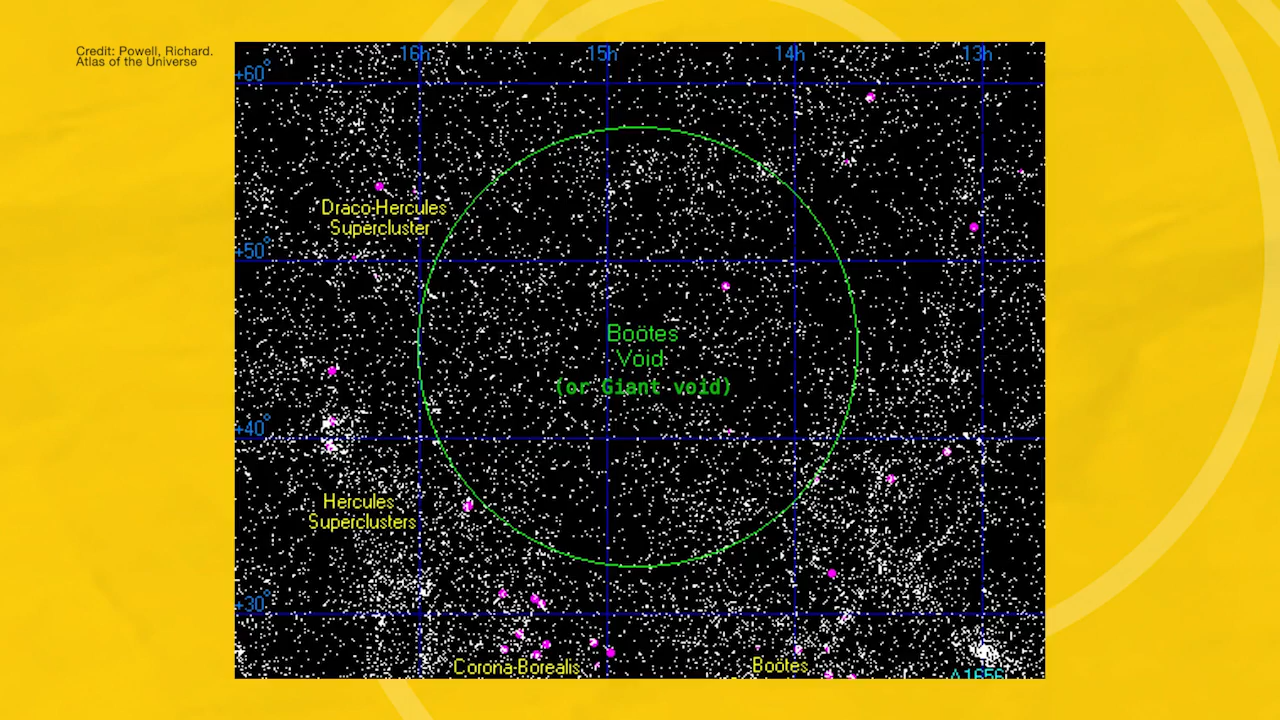 Credit: Powell, Richard.
Atlas of the Universe
16h
15h
14h
13h
+60°
Draco-Hercules
Supercluster
+50°
Boötes
Void
(or Giant void)
+40°
Hercules
Superclusters
+30°
Corona-Borealis
Boötes
A1656